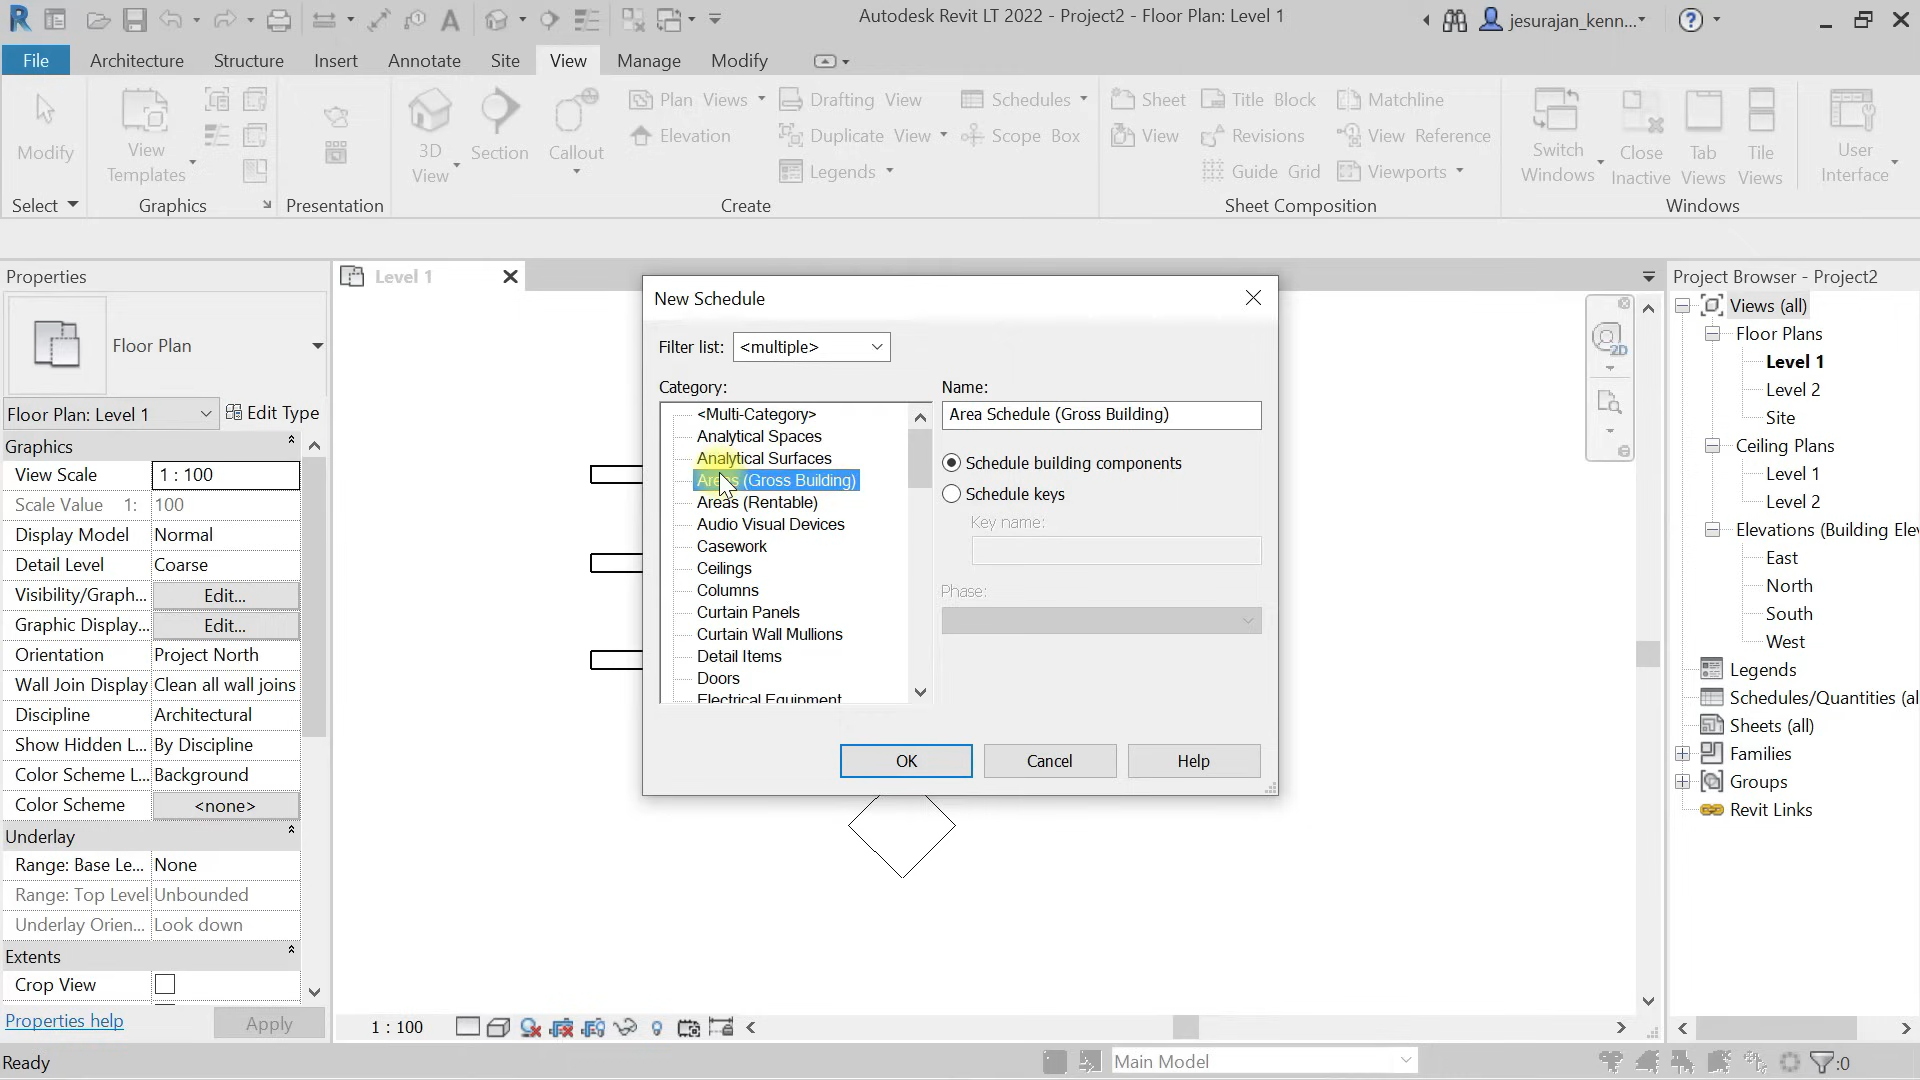 Autodesk Revit LT 2022 - Project2 - Floor Plan: Level 1
jesurajan_kenn...
File Architecture Structure Insert Annotate Site View Manage Modify
Modify
View Templates
3D View
Section
Callout
Plan Views
Elevation
Drafting View
Duplicate View
Legends
Schedules
Scope Box
Sheet
View
Title Block
Revisions
Guide Grid
Matchline
View Reference
Viewports
Switch Windows
Close Inactive
Tab Views
Tile Views
User Interface
Select Graphics Presentation Create Sheet Composition Windows
Properties
Floor Plan
Floor Plan: Level 1 Edit Type
Graphics
View Scale 1 : 100
Scale Value 1: 100
Display Model Normal
Detail Level Coarse
Visibility/Graph... Edit...
Graphic Display... Edit...
Orientation Project North
Wall Join Display Clean all wall joins
Discipline Architectural
Show Hidden L... By Discipline
Color Scheme L... Background
Color Scheme <none>
Underlay
Range: Base Le... None
Range: Top Level Unbounded
Underlay Orien... Look down
Extents
Crop View
Properties help Apply
Level 1
New Schedule
Filter list: <multiple>
Category:
<Multi-Category>
Analytical Spaces
Analytical Surfaces
Areas (Gross Building)
Areas (Rentable)
Audio Visual Devices
Casework
Ceilings
Columns
Curtain Panels
Curtain Wall Mullions
Detail Items
Doors
Electrical Equipment
Name:
Area Schedule (Gross Building)
Schedule building components
Schedule keys
Key name:
Phase:
OK Cancel Help
Project Browser - Project2
Views (all)
Floor Plans
Level 1
Level 2
Site
Ceiling Plans
Level 1
Level 2
Elevations (Building Ele
East
North
South
West
Legends
Schedules/Quantities (al
Sheets (all)
Families
Groups
Revit Links
2D
1 : 100
Ready
Main Model
:0